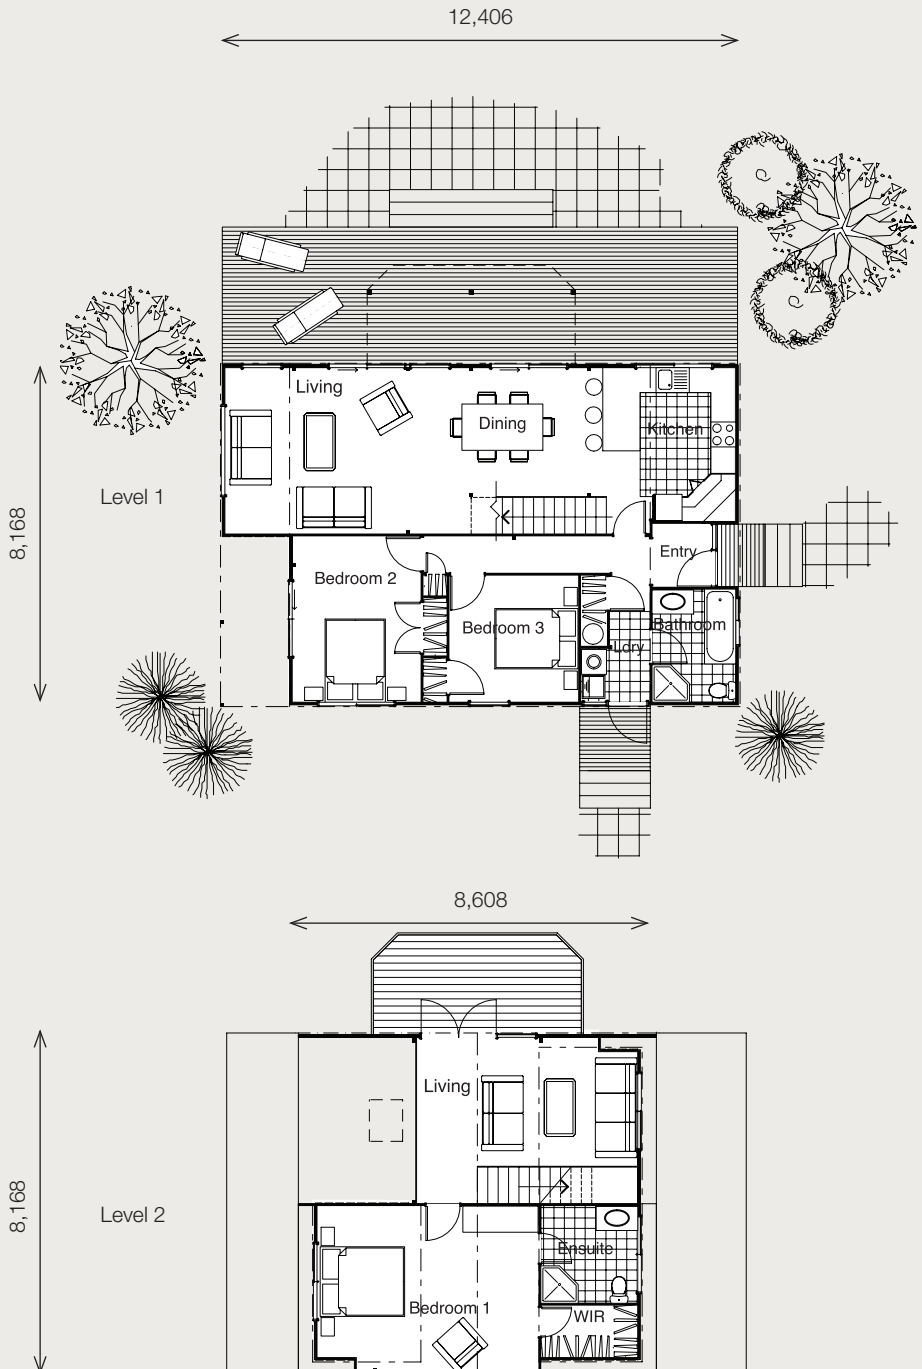 12,406
Living
Dining
Kitchen
Level 1
8,168
Entry
Bedroom 2
Bedroom 3
Bathroom
Ldry
8,608
Living
8,168
Level 2
Ensuite
Bedroom 1
WIR